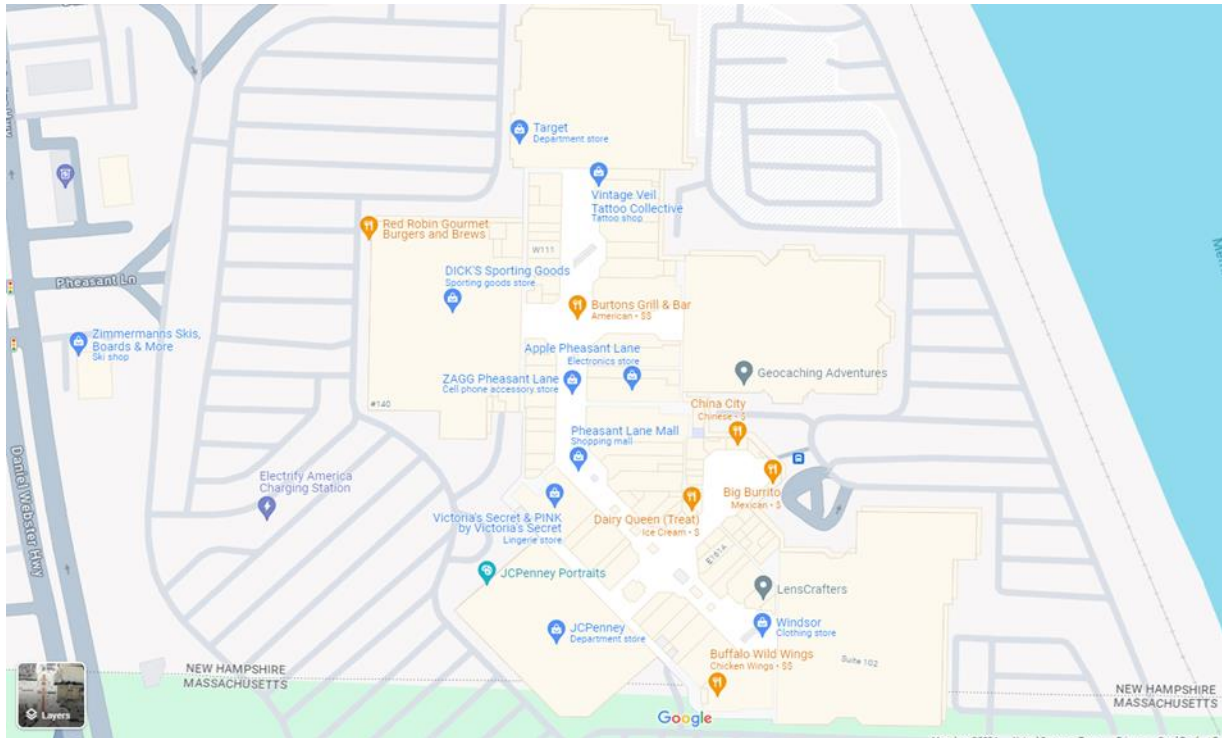 Target
Department store
Vintage Veil
Tattoo Collective
Tattoo shop
Red Robin Gourmet
Burgers and Brews
W111
DICK'S Sporting Goods
Sporting goods store
Pheasant Ln
Burtons Grill & Bar
American • $$
Zimmermanns Skis,
Boards & More
Ski shop
Apple Pheasant Lane
Electronics store
ZAGG Pheasant Lane
Cell phone accessory store
Geocaching Adventures
#140
China City
Chinese • $
Pheasant Lane Mall
Shopping mall
Electrify America
Charging Station
Big Burrito
Mexican • $
Daniel Webster Hwy
Victoria's Secret & PINK
by Victoria's Secret
Lingerie store
Dairy Queen (Treat)
Ice Cream • $
E161A
JCPenney Portraits
LensCrafters
JCPenney
Department store
Windsor
Clothing store
Buffalo Wild Wings
Chicken Wings • $$
Suite 102
NEW HAMPSHIRE
MASSACHUSETTS
NEW HAMPSHIRE
MASSACHUSETTS
Layers
Google